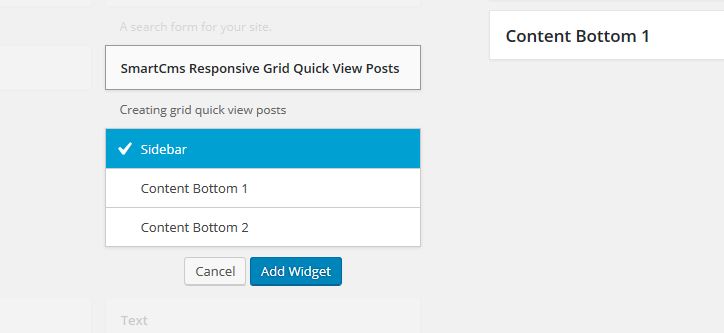 A search form for your site.
SmartCms Responsive Grid Quick View Posts
Creating grid quick view posts
Sidebar
Content Bottom 1
Content Bottom 2
Cancel
Add Widget
Text
Content Bottom 1